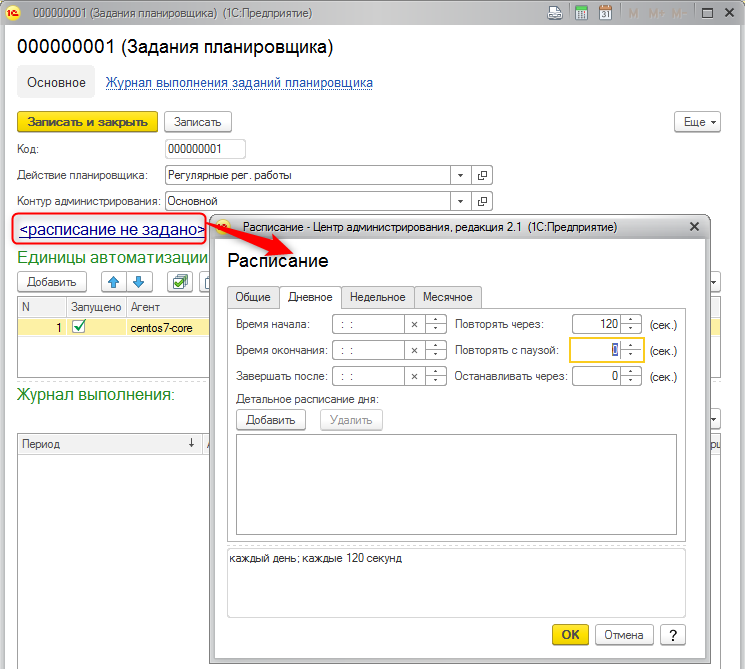 000000001 (Задания планировщика) (1С:Предприятие)
31 M M+ M-
000000001 (Задания планировщика)
Основное Журнал выполнения заданий планировщика
Записать и закрыть Записать Еще
Код: 000000001
Действие планировщика: Регулярные рег. работы
Контур администрирования: Основной
<расписание не задано>
Единицы автоматизации
Добавить
N Запущено Агент
1 centos7-core
Журнал выполнения:
Период
Расписание - Центр администрирования, редакция 2.1 (1С:Предприятие)
Расписание
Общие Дневное Недельное Месячное
Время начала: : : Повторять через: 120 (сек.)
Время окончания: : : Повторять с паузой: 0 (сек.)
Завершать после: : : Останавливать через: 0 (сек.)
Детальное расписание дня:
Добавить Удалить
каждый день; каждые 120 секунд
OK Отмена ?